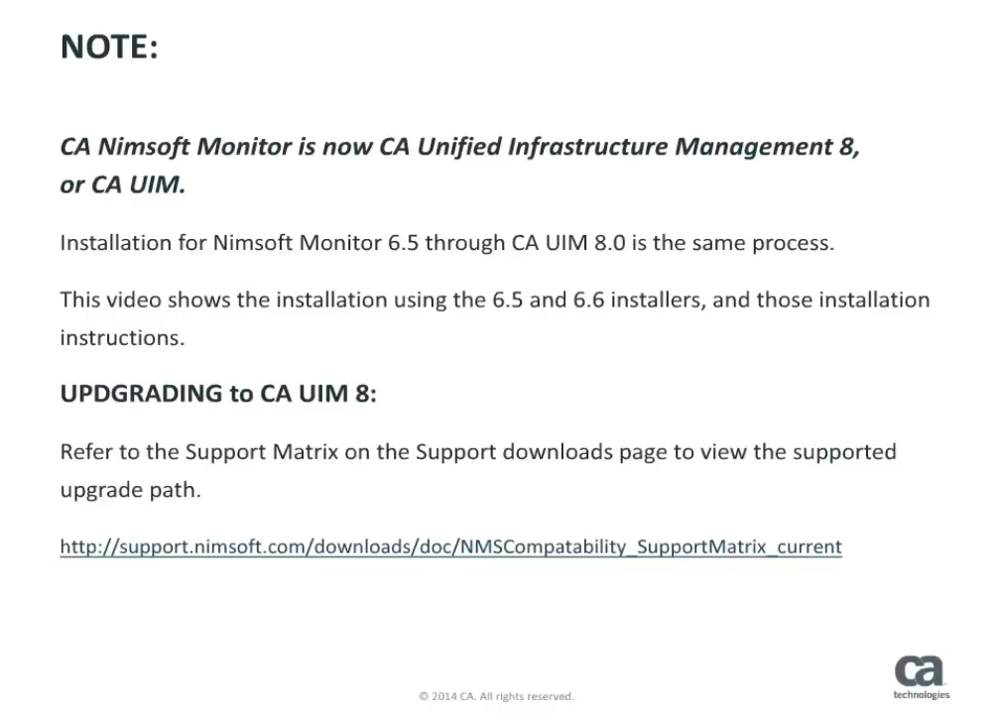 NOTE:
CA Nimsoft Monitor is now CA Unified Infrastructure Management 8,
or CA UIM.
Installation for Nimsoft Monitor 6.5 through CA UIM 8.0 is the same process.
This video shows the installation using the 6.5 and 6.6 installers, and those installation
instructions.
UPDGRADING to CA UIM 8:
Refer to the Support Matrix on the Support downloads page to view the supported
upgrade path.
http://support.nimsoft.com/downloads/doc/NMSCompatability_SupportMatrix_current
ca
technologies
© 2014 CA. All rights reserved.